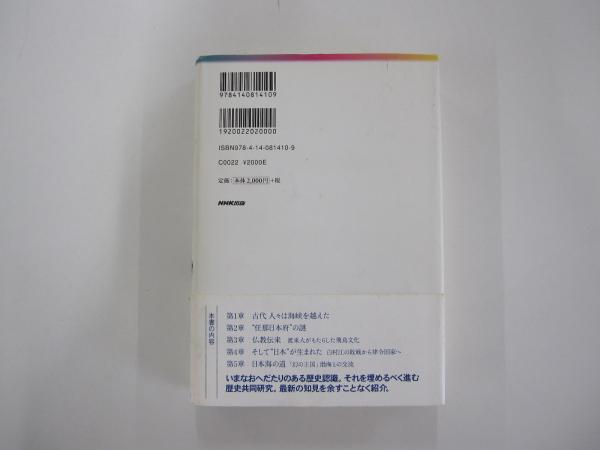 9784140814109
1920022020000
ISBN978-4-14-081410-9
C0022 ¥2000E
定価：本体2,000円+税
NHK出版
本書の内容
第1章 古代 人々は海峡を越えた
第2章 "任那日本府"の謎
第3章 仏教伝来 渡来人がもたらした飛鳥文化
第4章 そして"日本"が生まれた 白村江の敗戦から律令国家へ
第5章 日本海の道 「幻の王国」渤海との交流
いまなおへだたりのある歴史認識。それを埋めるべく進む
歴史共同研究。最新の知見を余すことなく紹介。